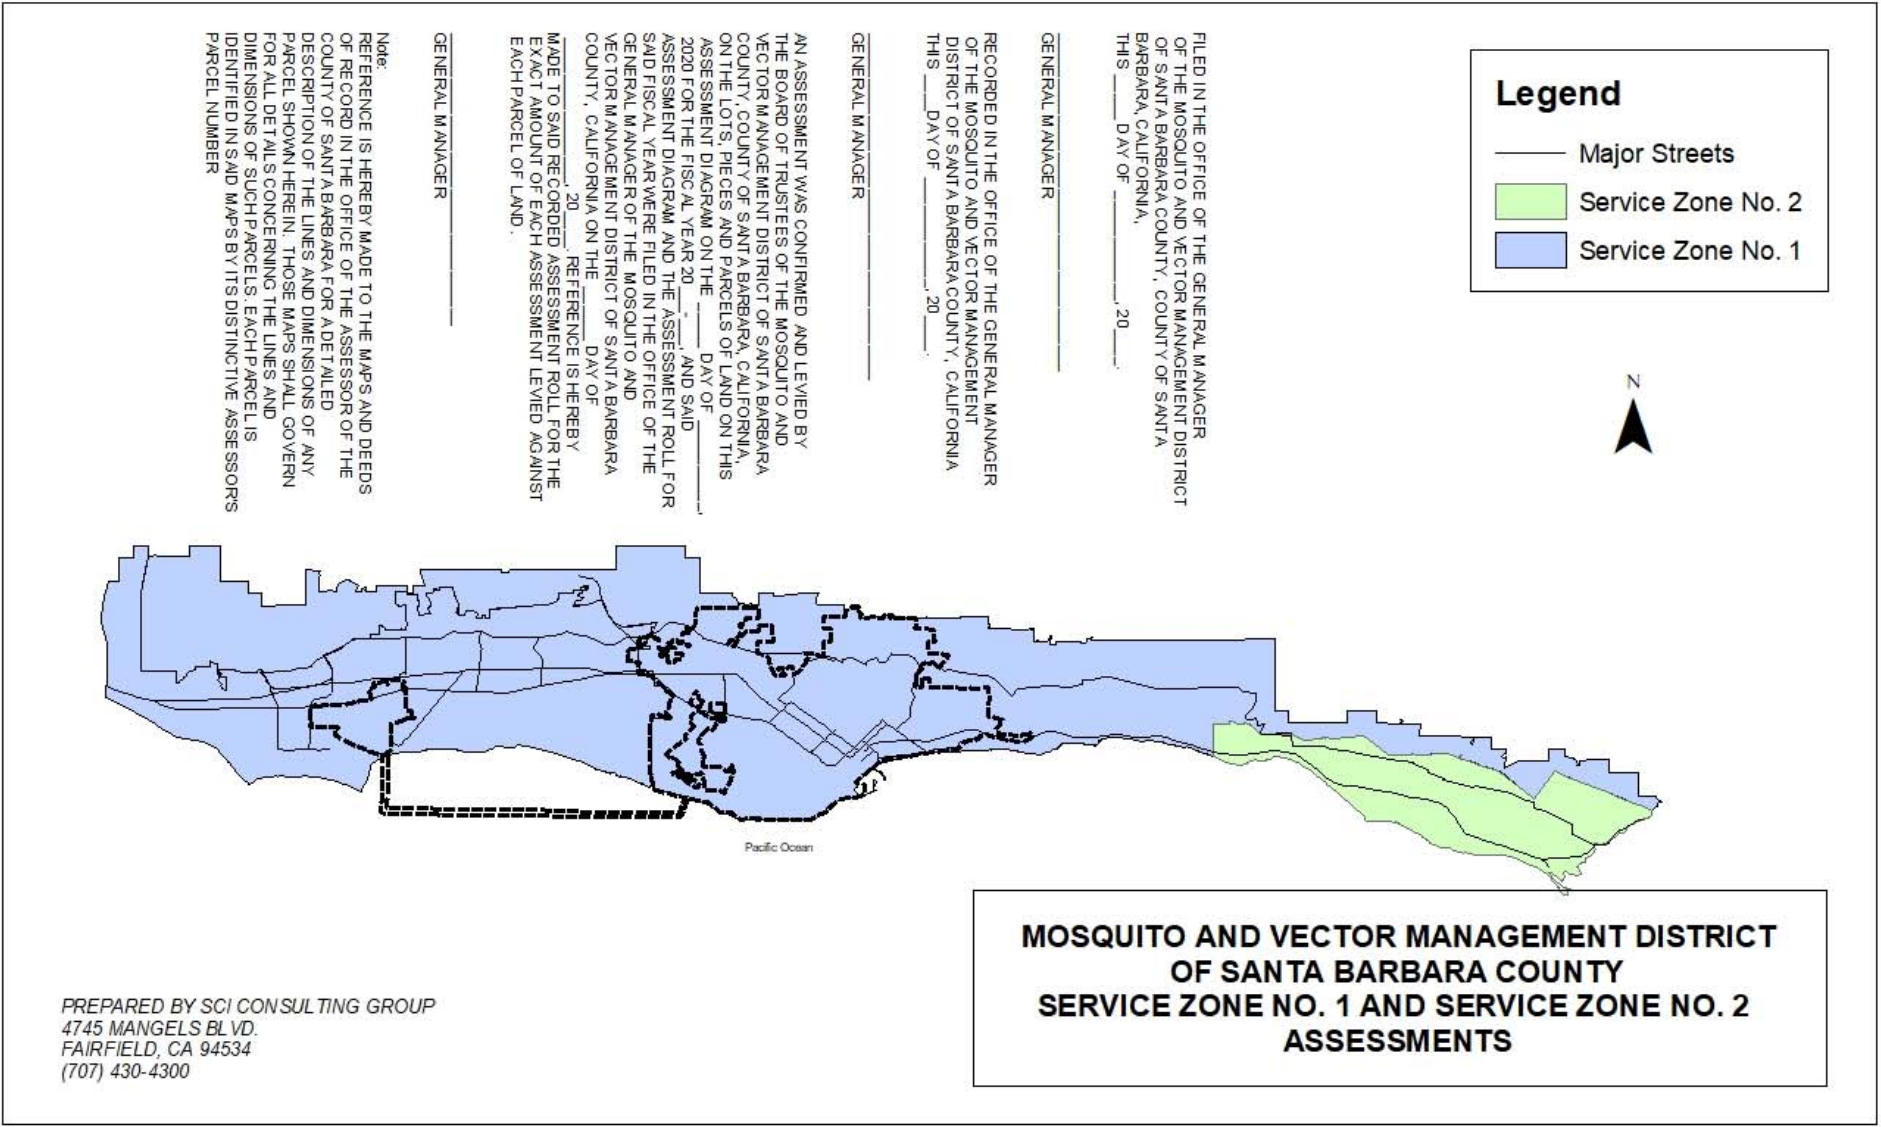 FILED IN THE OFFICE OF THE GENERAL MANAGER
OF THE MOSQUITO AND VECTOR MANAGEMENT DISTRICT
OF SANTA BARBARA COUNTY, COUNTY OF SANTA
BARBARA, CALIFORNIA,
THIS ____ DAY OF __________, 20____.
GENERAL MANAGER
RECORDED IN THE OFFICE OF THE GENERAL MANAGER
OF THE MOSQUITO AND VECTOR MANAGEMENT
DISTRICT OF SANTA BARBARA COUNTY, CALIFORNIA
THIS ____ DAY OF __________, 20____.
GENERAL MANAGER
AN ASSESSMENT WAS CONFIRMED AND LEVIED BY
THE BOARD OF TRUSTEES OF THE MOSQUITO AND
VECTOR MANAGEMENT DISTRICT OF SANTA BARBARA
COUNTY, COUNTY OF SANTA BARBARA, CALIFORNIA,
ON THE LOTS, PIECES AND PARCELS OF LAND ON THIS
ASSESSMENT DIAGRAM ON THE _____ DAY OF ________,
2020 FOR THE FISCAL YEAR 20___-___, AND SAID
ASSESSMENT DIAGRAM AND THE ASSESSMENT ROLL FOR
SAID FISCAL YEAR WERE FILED IN THE OFFICE OF THE
GENERAL MANAGER OF THE MOSQUITO AND
VECTOR MANAGEMENT DISTRICT OF SANTA BARBARA
COUNTY, CALIFORNIA ON THE ______ DAY OF
_____________, 20____. REFERENCE IS HEREBY
MADE TO SAID RECORDED ASSESSMENT ROLL FOR THE
EXACT AMOUNT OF EACH ASSESSMENT LEVIED AGAINST
EACH PARCEL OF LAND.
GENERAL MANAGER
Note:
REFERENCE IS HEREBY MADE TO THE MAPS AND DEEDS
OF RECORD IN THE OFFICE OF THE ASSESSOR OF THE
COUNTY OF SANTA BARBARA FOR A DETAILED
DESCRIPTION OF THE LINES AND DIMENSIONS OF ANY
PARCEL SHOWN HEREIN. THOSE MAPS SHALL GOVERN
FOR ALL DETAILS CONCERNING THE LINES AND
DIMENSIONS OF SUCH PARCELS. EACH PARCEL IS
IDENTIFIED IN SAID MAPS BY ITS DISTINCTIVE ASSESSOR'S
PARCEL NUMBER
Legend
Major Streets
Service Zone No. 2
Service Zone No. 1
N
Pacific Ocean
MOSQUITO AND VECTOR MANAGEMENT DISTRICT
OF SANTA BARBARA COUNTY
SERVICE ZONE NO. 1 AND SERVICE ZONE NO. 2
ASSESSMENTS
PREPARED BY SCI CONSULTING GROUP
4745 MANGELS BLVD.
FAIRFIELD, CA 94534
(707) 430-4300